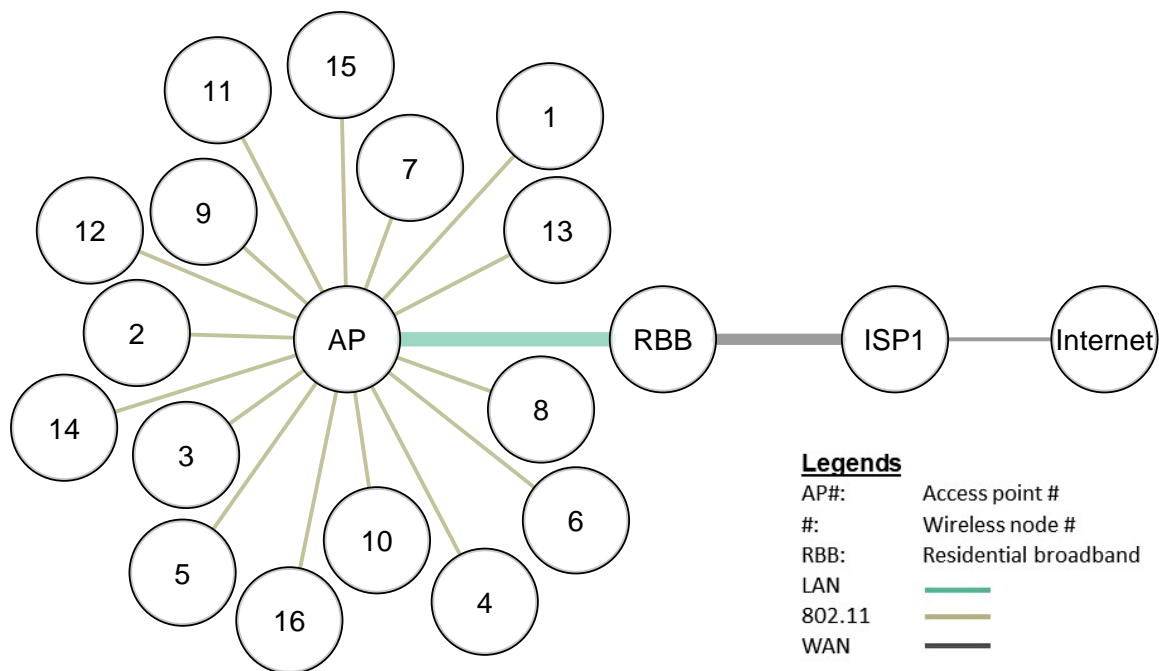 15
11
1
7
9
13
12
2
AP
RBB
ISP1
Internet
8
14
3
6
10
5
4
16
Legends
AP#: Access point #
#: Wireless node #
RBB: Residential broadband
LAN
802.11
WAN